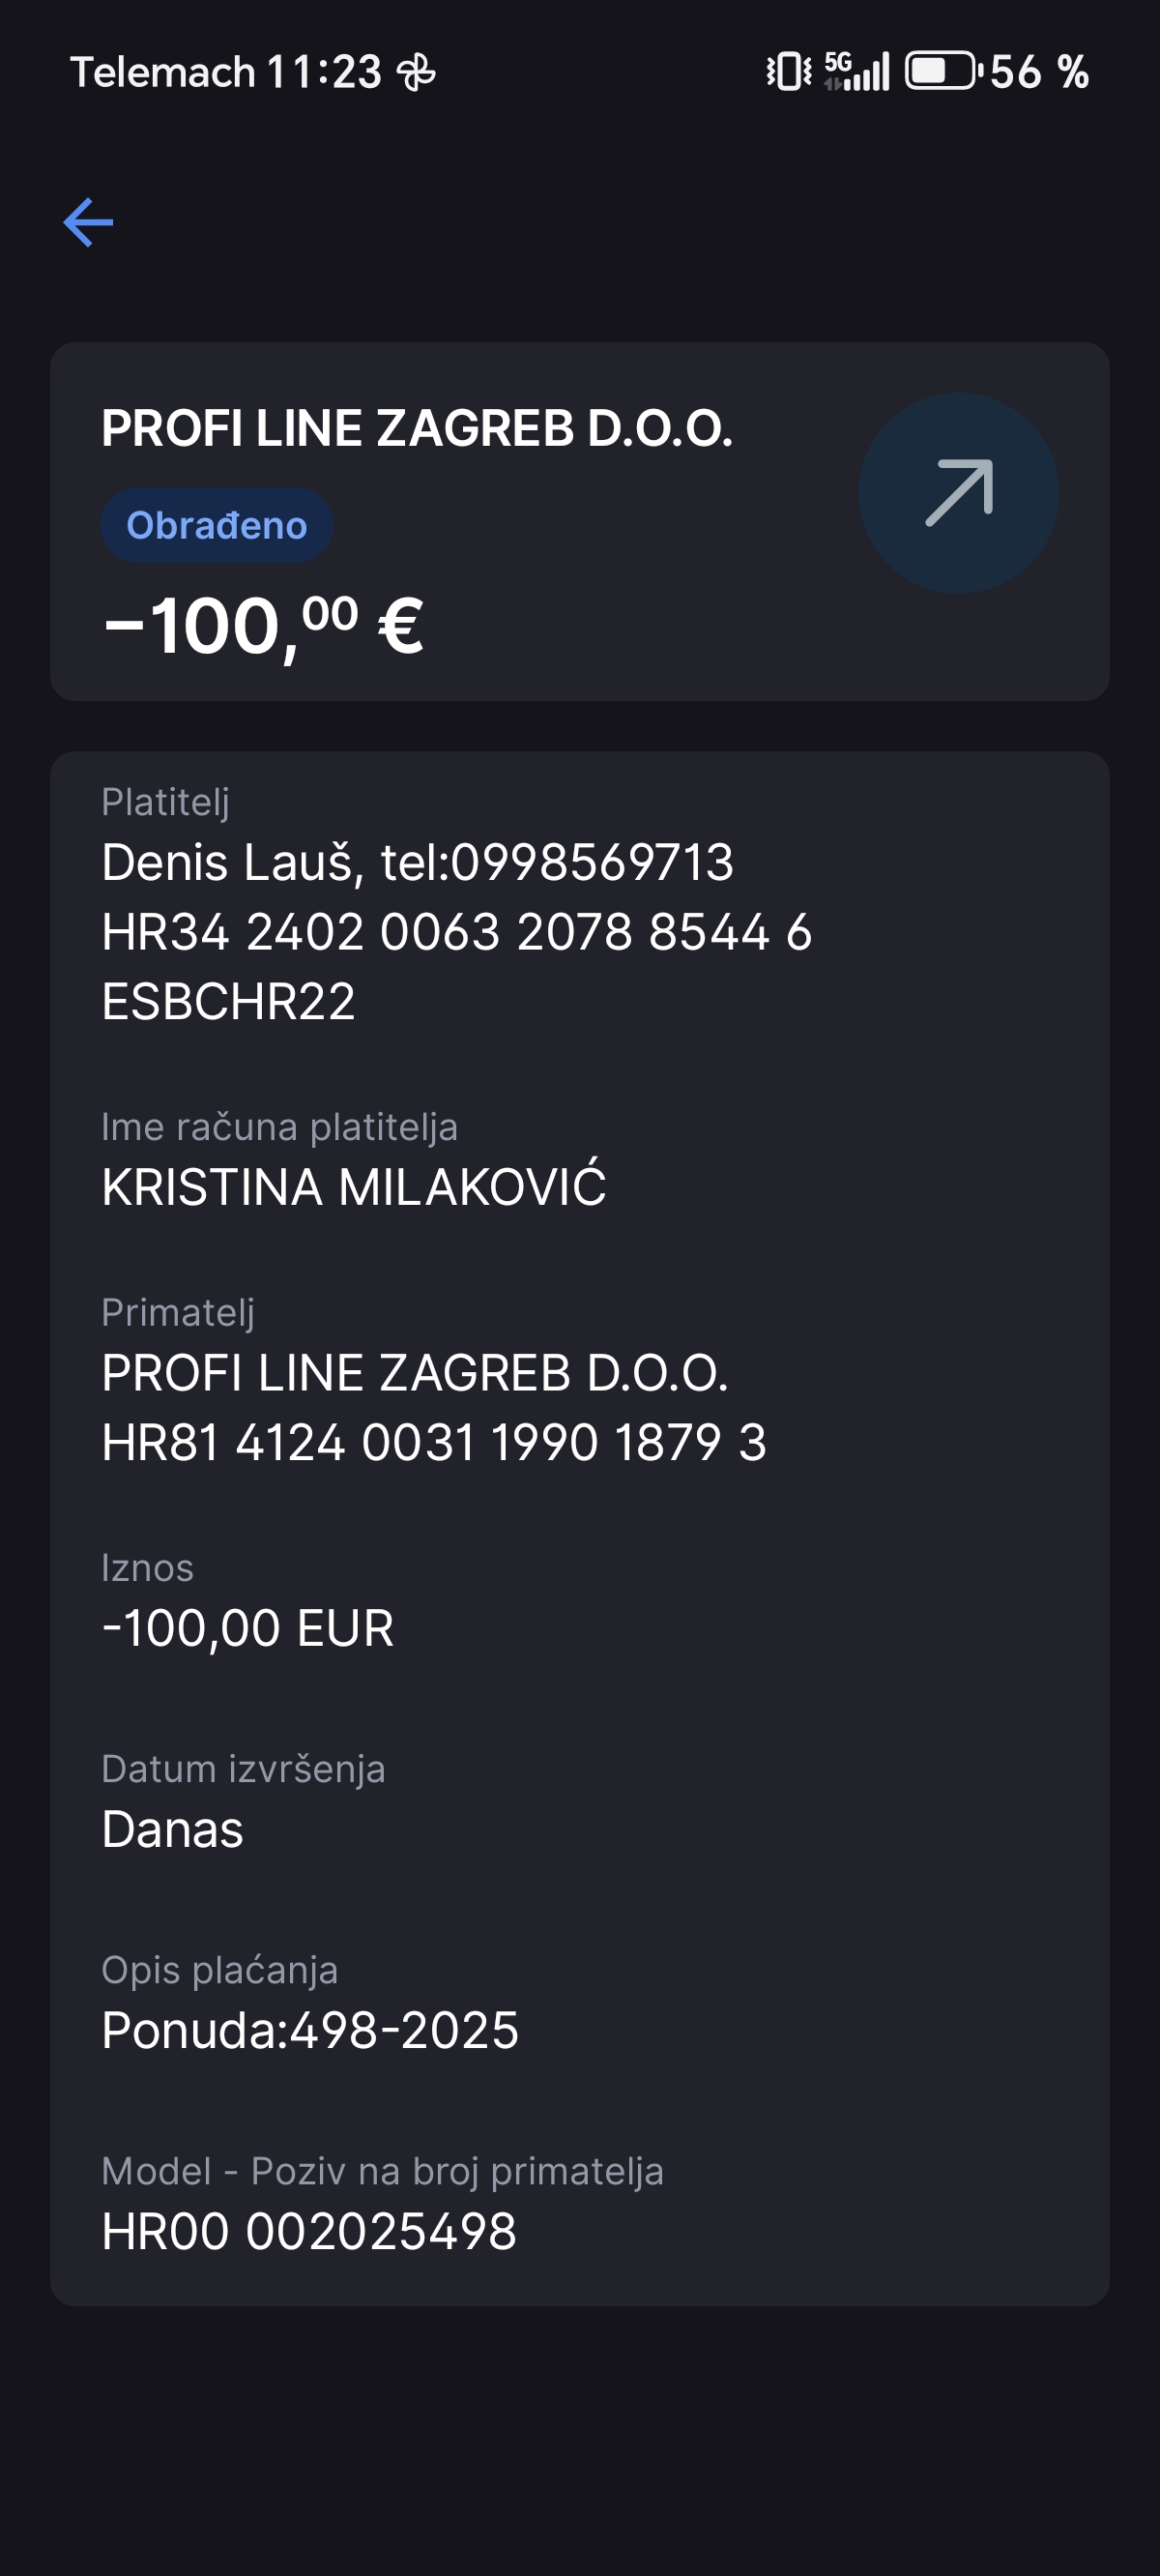 Telemach 11:23 5G 56 %
PROFI LINE ZAGREB D.O.O.
Obrađeno
−100,00 €
Platitelj
Denis Lauš, tel:0998569713
HR34 2402 0063 2078 8544 6
ESBCHR22
Ime računa platitelja
KRISTINA MILAKOVIĆ
Primatelj
PROFI LINE ZAGREB D.O.O.
HR81 4124 0031 1990 1879 3
Iznos
-100,00 EUR
Datum izvršenja
Danas
Opis plaćanja
Ponuda:498-2025
Model - Poziv na broj primatelja
HR00 002025498